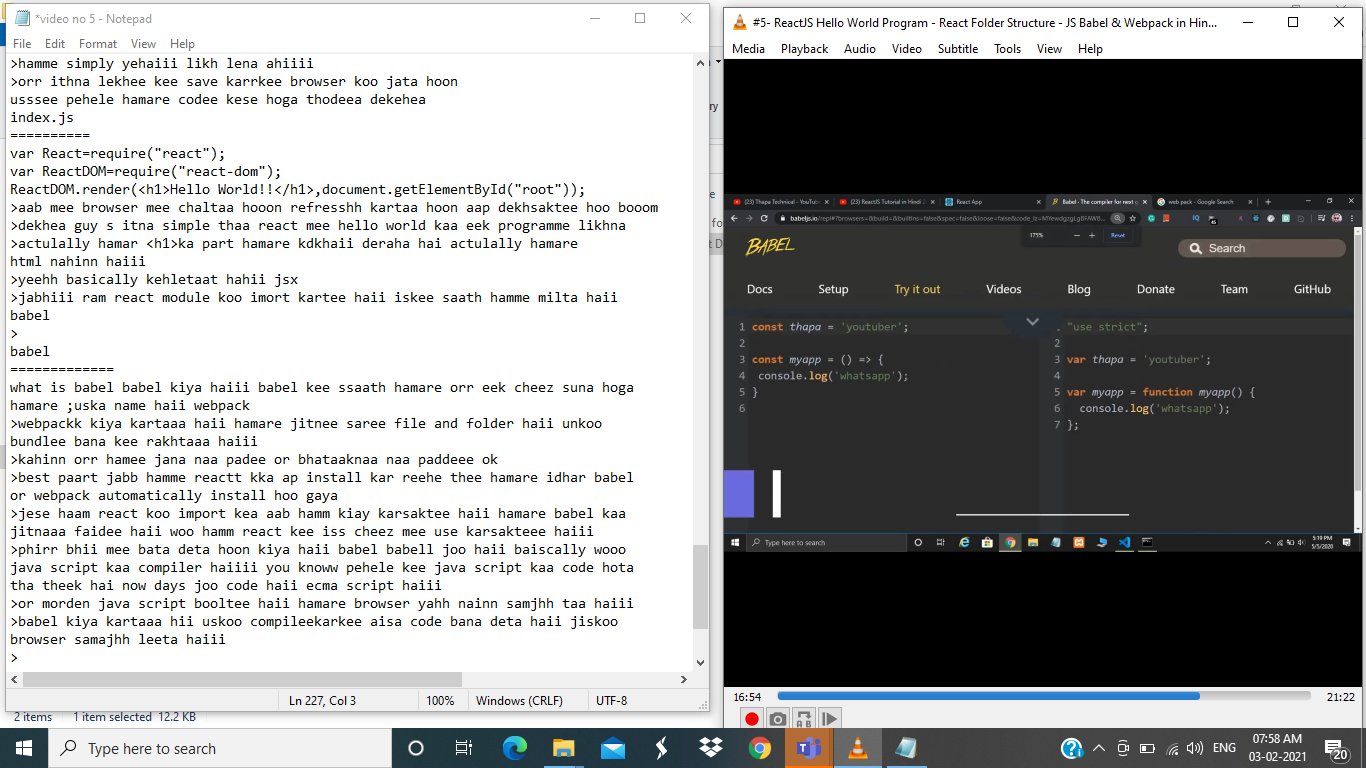 *video no 5 - Notepad
File Edit Format View Help
>hamme simply yehaiii likh lena ahiiii
>orr ithna lekhee kee save karrkee browser koo jata hoon
usssee pehele hamare codee kese hoga thodeea dekehea
index.js
==========
var React=require("react");
var ReactDOM=require("react-dom");
ReactDOM.render(<h1>Hello World!!</h1>,document.getElementById("root"));
>aab mee browser mee chaltaa hooon refresshh kartaa hoon aap dekhsaktee hoo booom
>dekhea guy s itna simple thaa react mee hello world kaa eek programme likhna
>actulally hamar <h1>ka part hamare kdkhaii deraha hai actulally hamare
html nahinn haiii
>yeehh basically kehletaat hahii jsx
>jabhiii ram react module koo imort kartee haii iskee saath hamme milta haii
babel
>
babel
=============
what is babel babel kiya haiii babel kee ssaath hamare orr eek cheez suna hoga
hamare ;uska name haii webpack
>webpackk kiya kartaaa haii hamare jitnee saree file and folder haii unkoo
bundlee bana kee rakhtaaa haiii
>kahinn orr hamee jana naa padee or bhataaknaa naa paddeee ok
>best paart jabb hamme reactt kka ap install kar reehe thee hamare idhar babel
or webpack automatically install hoo gaya
>jese haam react koo import kea aab hamm kiay karsaktee haii hamare babel kaa
jitnaaa faidee haii woo hamm react kee iss cheez mee use karsakteee haiii
>phirr bhii mee bata deta hoon kiya haii babel babell joo haii baiscally wooo
java script kaa compiler haiiii you knoww pehele kee java script kaa code hota
tha theek hai now days joo code haii ecma script haiii
>or morden java script booltee haii hamare browser yahh nainn samjhh taa haiii
>babel kiya kartaaa hii uskoo compileekarkee aisa code bana deta haii jiskoo
browser samajhh leeta haiii
>
Ln 227, Col 3 100% Windows (CRLF) UTF-8
2 items 1 item selected 12.2 KB
#5- ReactJS Hello World Program - React Folder Structure - JS Babel & Webpack in Hin...
Media Playback Audio Video Subtitle Tools View Help
(23) Thapa Technical - YouTube (23) ReactJS Tutorial in Hindi React App Babel - The compiler for next g web pack - Google Search
175% Reset
BABEL
Search
Docs Setup Try it out Videos Blog Donate Team GitHub
1 const thapa = 'youtuber';
2
3 const myapp = () => {
4 console.log('whatsapp');
5 }
6
"use strict";
2
3 var thapa = 'youtuber';
4
5 var myapp = function myapp() {
6 console.log('whatsapp');
7 };
Type here to search
5:19 PM
5/5/2020
16:54 21:22
Type here to search
ENG
07:58 AM
03-02-2021
20